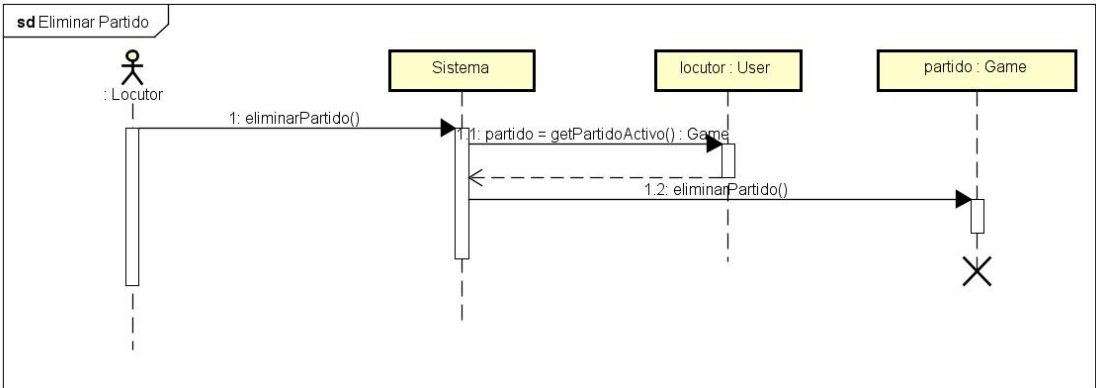 sd Eliminar Partido
: Locutor
Sistema
locutor : User
partido : Game
1: eliminarPartido()
1.1: partido = getPartidoActivo() : Game
1.2: eliminarPartido()